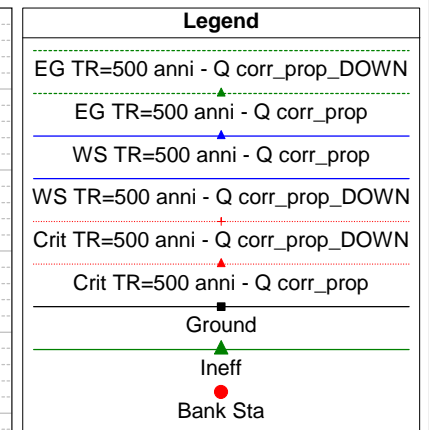 Legend
EG TR=500 anni - Q corr_prop_DOWN
EG TR=500 anni - Q corr_prop
WS TR=500 anni - Q corr_prop
WS TR=500 anni - Q corr_prop_DOWN
Crit TR=500 anni - Q corr_prop_DOWN
Crit TR=500 anni - Q corr_prop
Ground
Ineff
Bank Sta